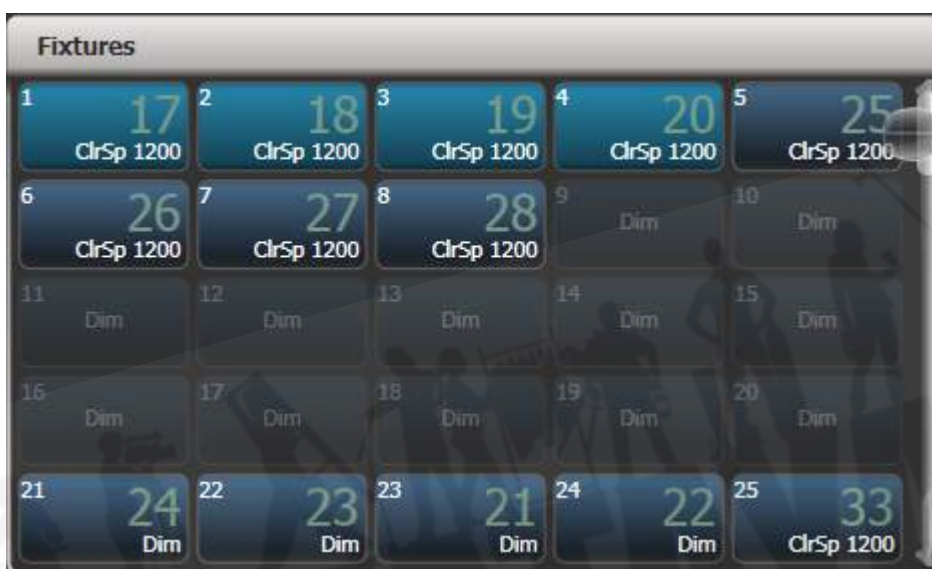 Fixtures
1 17 2 18 3 19 4 20 5 25
ClrSp 1200 ClrSp 1200 ClrSp 1200 ClrSp 1200 ClrSp 1200
6 26 7 27 8 28 9 10
ClrSp 1200 ClrSp 1200 ClrSp 1200 Dim Dim
11 12 13 14 15
Dim Dim Dim Dim Dim
16 17 18 19 20
Dim Dim Dim Dim Dim
21 24 22 23 23 21 24 22 25 33
Dim Dim Dim Dim ClrSp 1200